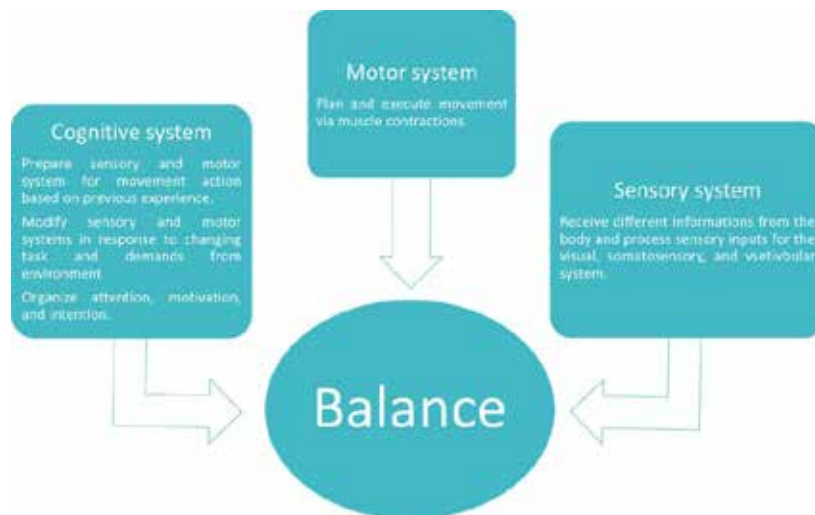 Motor system
Plan and execute movement
via muscle contractions.
Cognitive system
Prepare sensory and motor
system for movement action
based on previous experience.
Modify sensory and motor
systems in response to changing
task and demands from
environment
Organize attention, motivation,
and intention.
Sensory system
Receive different informations from the
body and process sensory inputs for the
visual, somatosensory, and vsetivbular
system.
Balance